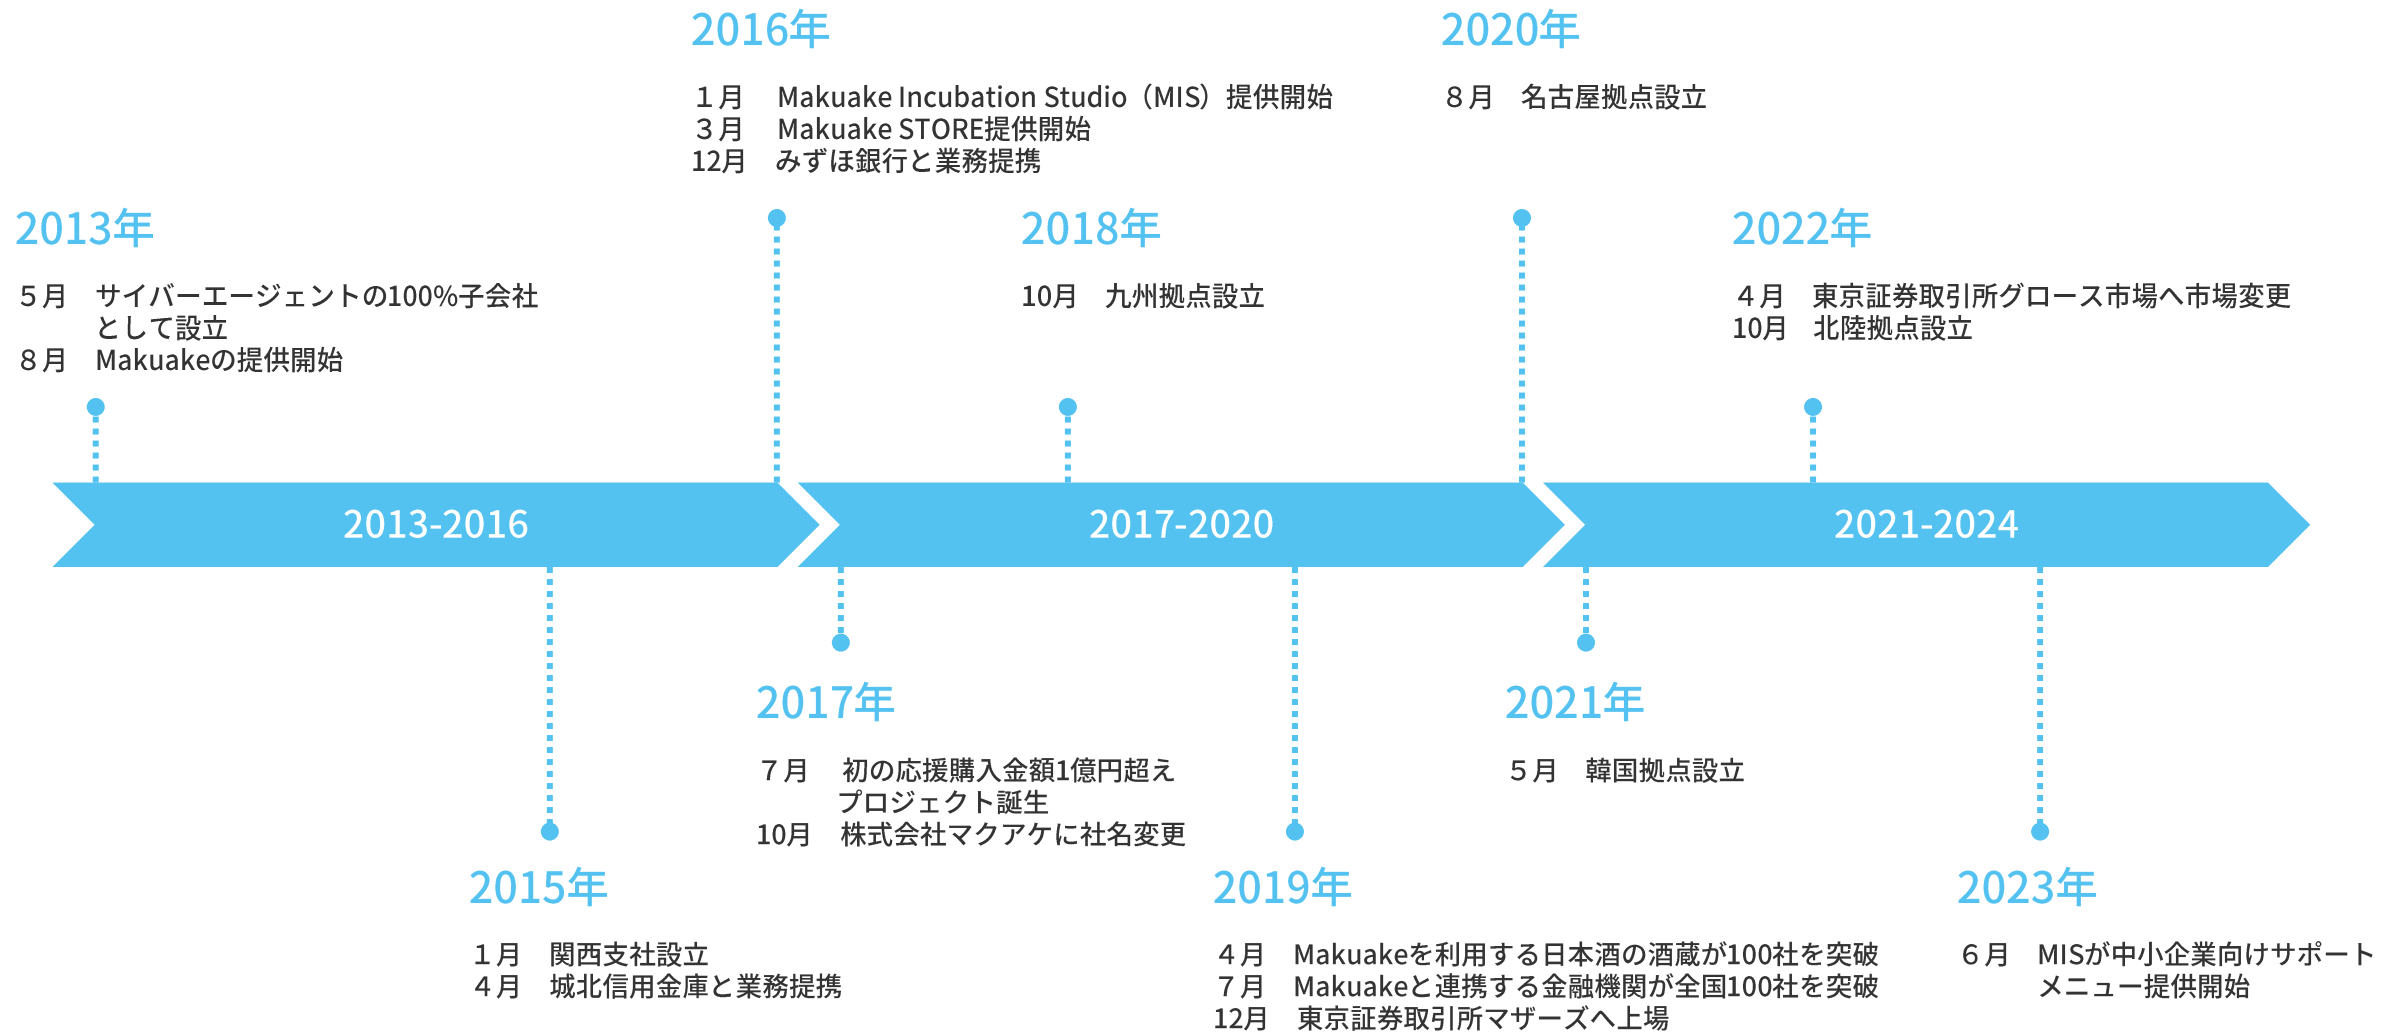 2016年
１月　Makuake Incubation Studio（MIS）提供開始
３月　Makuake STORE提供開始
12月　みずほ銀行と業務提携
2020年
８月　名古屋拠点設立
2013年
５月　サイバーエージェントの100%子会社
として設立
８月　Makuakeの提供開始
2018年
10月　九州拠点設立
2022年
４月　東京証券取引所グロース市場へ市場変更
10月　北陸拠点設立
2013-2016
2017-2020
2021-2024
2017年
７月　初の応援購入金額1億円超え
プロジェクト誕生
10月　株式会社マクアケに社名変更
2021年
５月　韓国拠点設立
2015年
１月　関西支社設立
４月　城北信用金庫と業務提携
2019年
４月　Makuakeを利用する日本酒の酒蔵が100社を突破
７月　Makuakeと連携する金融機関が全国100社を突破
12月　東京証券取引所マザーズへ上場
2023年
６月　MISが中小企業向けサポート
メニュー提供開始